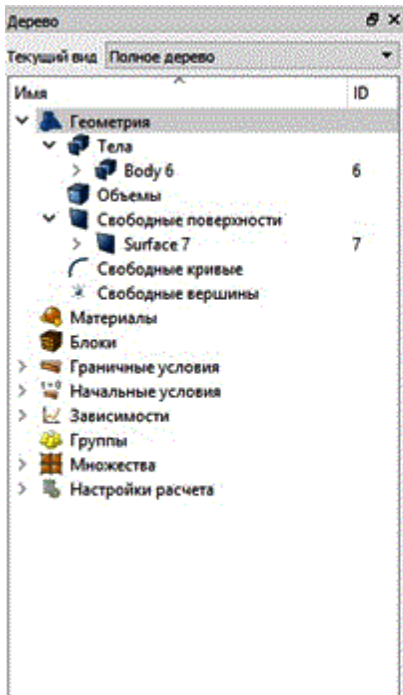 Дерево
Текущий вид Полное дерево
Имя ID
Геометрия
Тела
Body 6 6
Объемы
Свободные поверхности
Surface 7 7
Свободные кривые
Свободные вершины
Материалы
Блоки
Граничные условия
t=0 Начальные условия
Зависимости
Группы
Множества
Настройки расчета